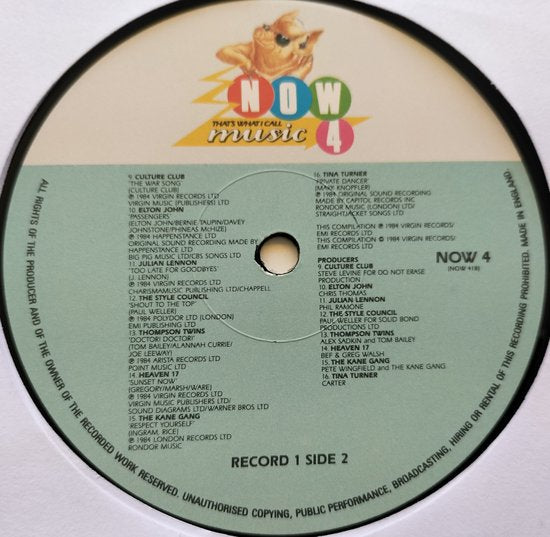 NOW
4
THAT'S WHAT I CALL
music
9. CULTURE CLUB
'THE WAR SONG'
(CULTURE CLUB)
℗ 1984 VIRGIN RECORDS LTD
VIRGIN MUSIC (PUBLISHERS) LTD
10. ELTON JOHN
'PASSENGERS'
(ELTON JOHN/BERNIE/TAUPIN/DAVEY
JOHNSTONE/PHINEAS McHIZE)
℗ 1984 HAPPENSTANCE LTD
ORIGINAL SOUND RECORDING MADE BY
HAPPENSTANCE LTD
BIG PIG MUSIC LTD/CBS SONGS LTD
11. JULIAN LENNON
'TOO LATE FOR GOODBYES'
(J. LENNON)
℗ 1984 VIRGIN RECORDS LTD
CHARISMAMUSIC PUBLISHING LTD/CHAPPELL
12. THE STYLE COUNCIL
'SHOUT TO THE TOP'
(PAUL WELLER)
℗ 1984 POLYDOR LTD (LONDON)
EMI PUBLISHING LTD
13. THOMPSON TWINS
'DOCTOR! DOCTOR!'
(TOM BAILEY/ALANNAH CURRIE/
JOE LEEWAY)
℗ 1984 ARISTA RECORDS LTD
POINT MUSIC LTD
14. HEAVEN 17
'SUNSET NOW'
(GREGORY/MARSH/WARE)
℗ 1984 VIRGIN RECORDS LTD
VIRGIN MUSIC PUBLISHERS LTD/
SOUND DIAGRAMS LTD/WARNER BROS LTD
15. THE KANE GANG
'RESPECT YOURSELF'
(INGRAM, RICE)
℗ 1984 LONDON RECORDS LTD
RONDOR MUSIC
16. TINA TURNER
'PRIVATE DANCER'
(MARK KNOPFLER)
℗ 1984 ORIGINAL SOUND RECORDING
MADE BY CAPITOL RECORDS INC
RONDOR MUSIC (LONDON) LTD/
STRAIGHTJACKET SONGS LTD
THIS COMPILATION ℗ 1984 VIRGIN RECORDS/
EMI RECORDS LTD
THIS COMPILATION © 1984 VIRGIN RECORDS/
EMI RECORDS LTD
PRODUCERS
9. CULTURE CLUB
STEVE LEVINE FOR DO NOT ERASE
PRODUCTION
10. ELTON JOHN
CHRIS THOMAS
11. JULIAN LENNON
PHIL RAMONE
12. THE STYLE COUNCIL
PAUL WELLER FOR SOLID BOND
PRODUCTIONS LTD
13. THOMPSON TWINS
ALEX SADKIN and TOM BAILEY
14. HEAVEN 17
BEF & GREG WALSH
15. THE KANE GANG
PETE WINGFIELD and THE KANE GANG
16. TINA TURNER
CARTER
NOW 4
(NOW 41B)
RECORD 1 SIDE 2
ALL RIGHTS OF THE PRODUCER AND OF THE OWNER OF THE RECORDED WORK RESERVED. UNAUTHORISED COPYING, PUBLIC PERFORMANCE, BROADCASTING, HIRING OR RENTAL OF THIS RECORDING PROHIBITED. MADE IN ENGLAND.